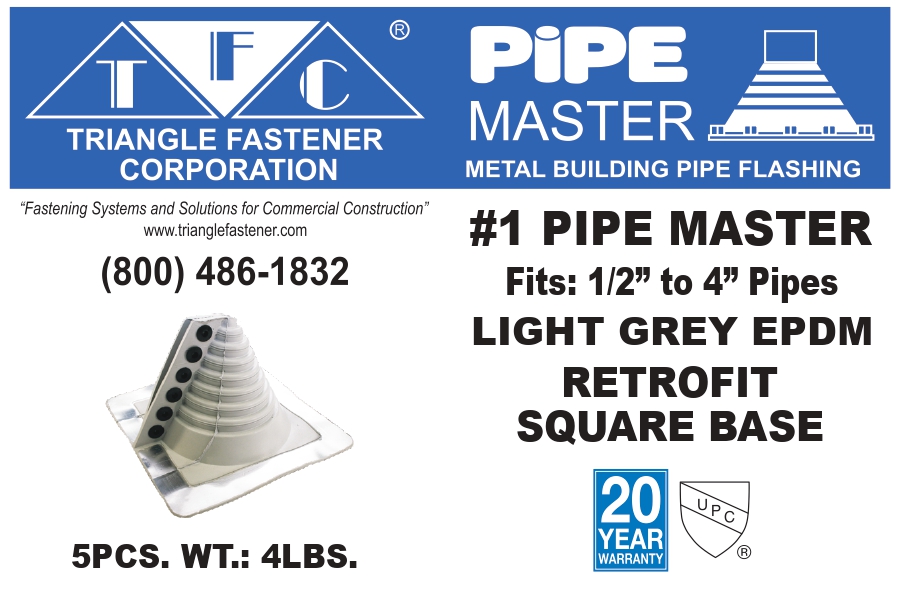 TFC ®
TRIANGLE FASTENER
CORPORATION
PiPE
MASTER
METAL BUILDING PIPE FLASHING
“Fastening Systems and Solutions for Commercial Construction”
www.trianglefastener.com
(800) 486-1832
5PCS. WT.: 4LBS.
#1 PIPE MASTER
Fits: 1/2” to 4” Pipes
LIGHT GREY EPDM
RETROFIT
SQUARE BASE
20
YEAR
WARRANTY
UPC
®